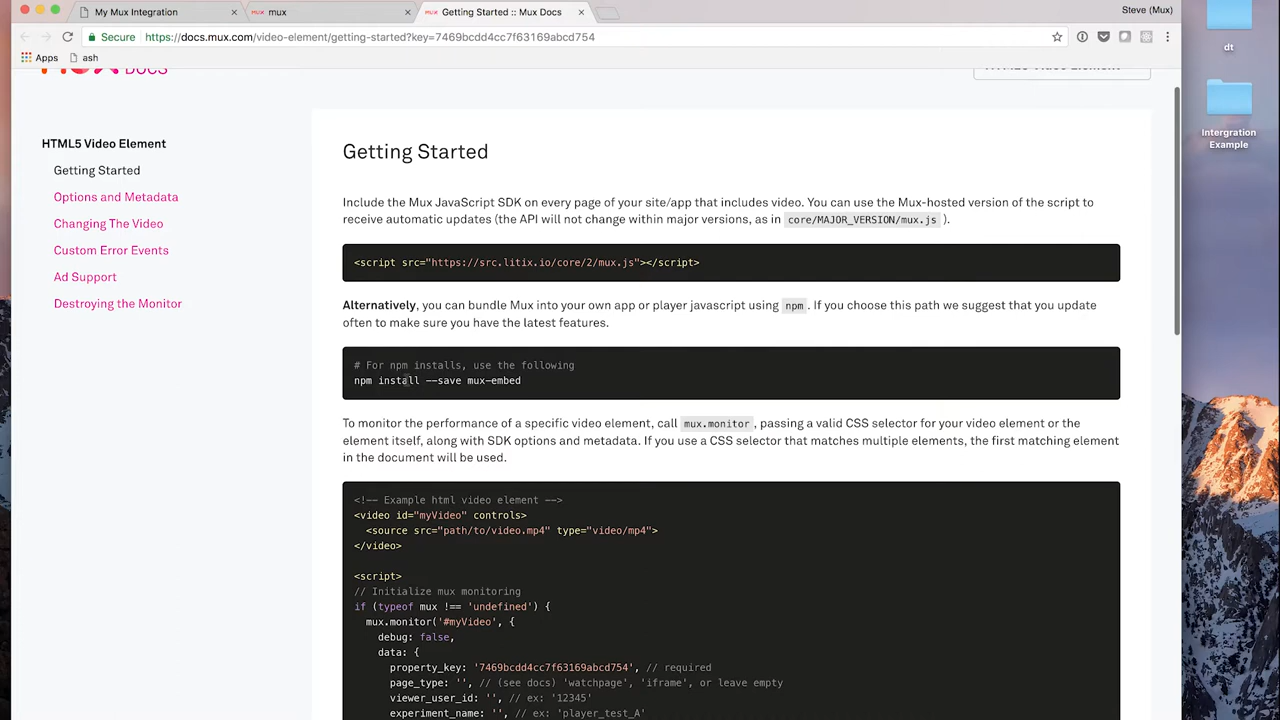 My Mux Integration
mux
Getting Started :: Mux Docs
Steve (Mux)
Secure
https://docs.mux.com/video-element/getting-started?key=7469bcdd4cc7f63169abcd754
Apps
ash
dt
Intergration
Example
DOCS
HTML5 Video Element
HTML5 Video Element
Getting Started
Options and Metadata
Changing The Video
Custom Error Events
Ad Support
Destroying the Monitor
Getting Started
Include the Mux JavaScript SDK on every page of your site/app that includes video. You can use the Mux-hosted version of the script to
receive automatic updates (the API will not change within major versions, as in core/MAJOR_VERSION/mux.js ).
<script src="https://src.litix.io/core/2/mux.js"></script>
Alternatively, you can bundle Mux into your own app or player javascript using npm . If you choose this path we suggest that you update
often to make sure you have the latest features.
# For npm installs, use the following
npm install --save mux-embed
To monitor the performance of a specific video element, call mux.monitor , passing a valid CSS selector for your video element or the
element itself, along with SDK options and metadata. If you use a CSS selector that matches multiple elements, the first matching element
in the document will be used.
<!-- Example html video element -->
<video id="myVideo" controls>
<source src="path/to/video.mp4" type="video/mp4">
</video>
<script>
// Initialize mux monitoring
if (typeof mux !== 'undefined') {
mux.monitor('#myVideo', {
debug: false,
data: {
property_key: '7469bcdd4cc7f63169abcd754', // required
page_type: '', // (see docs) 'watchpage', 'iframe', or leave empty
viewer_user_id: '', // ex: '12345'
experiment_name: '', // ex: 'player_test_A'